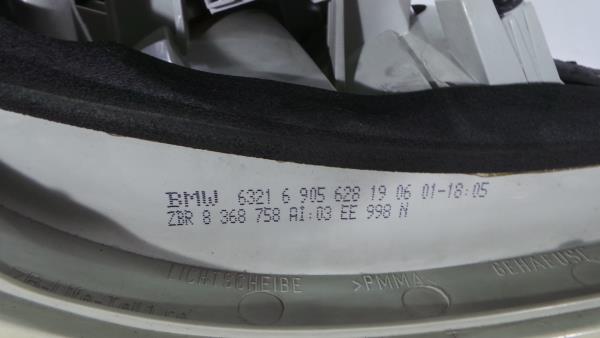 BMW 6321 6 905 628 19 06 01-18:05
ZBR 8 368 758 AI:03 EE 998 N
LICHTSCHEIBE >PMMA< GEHAEUSE